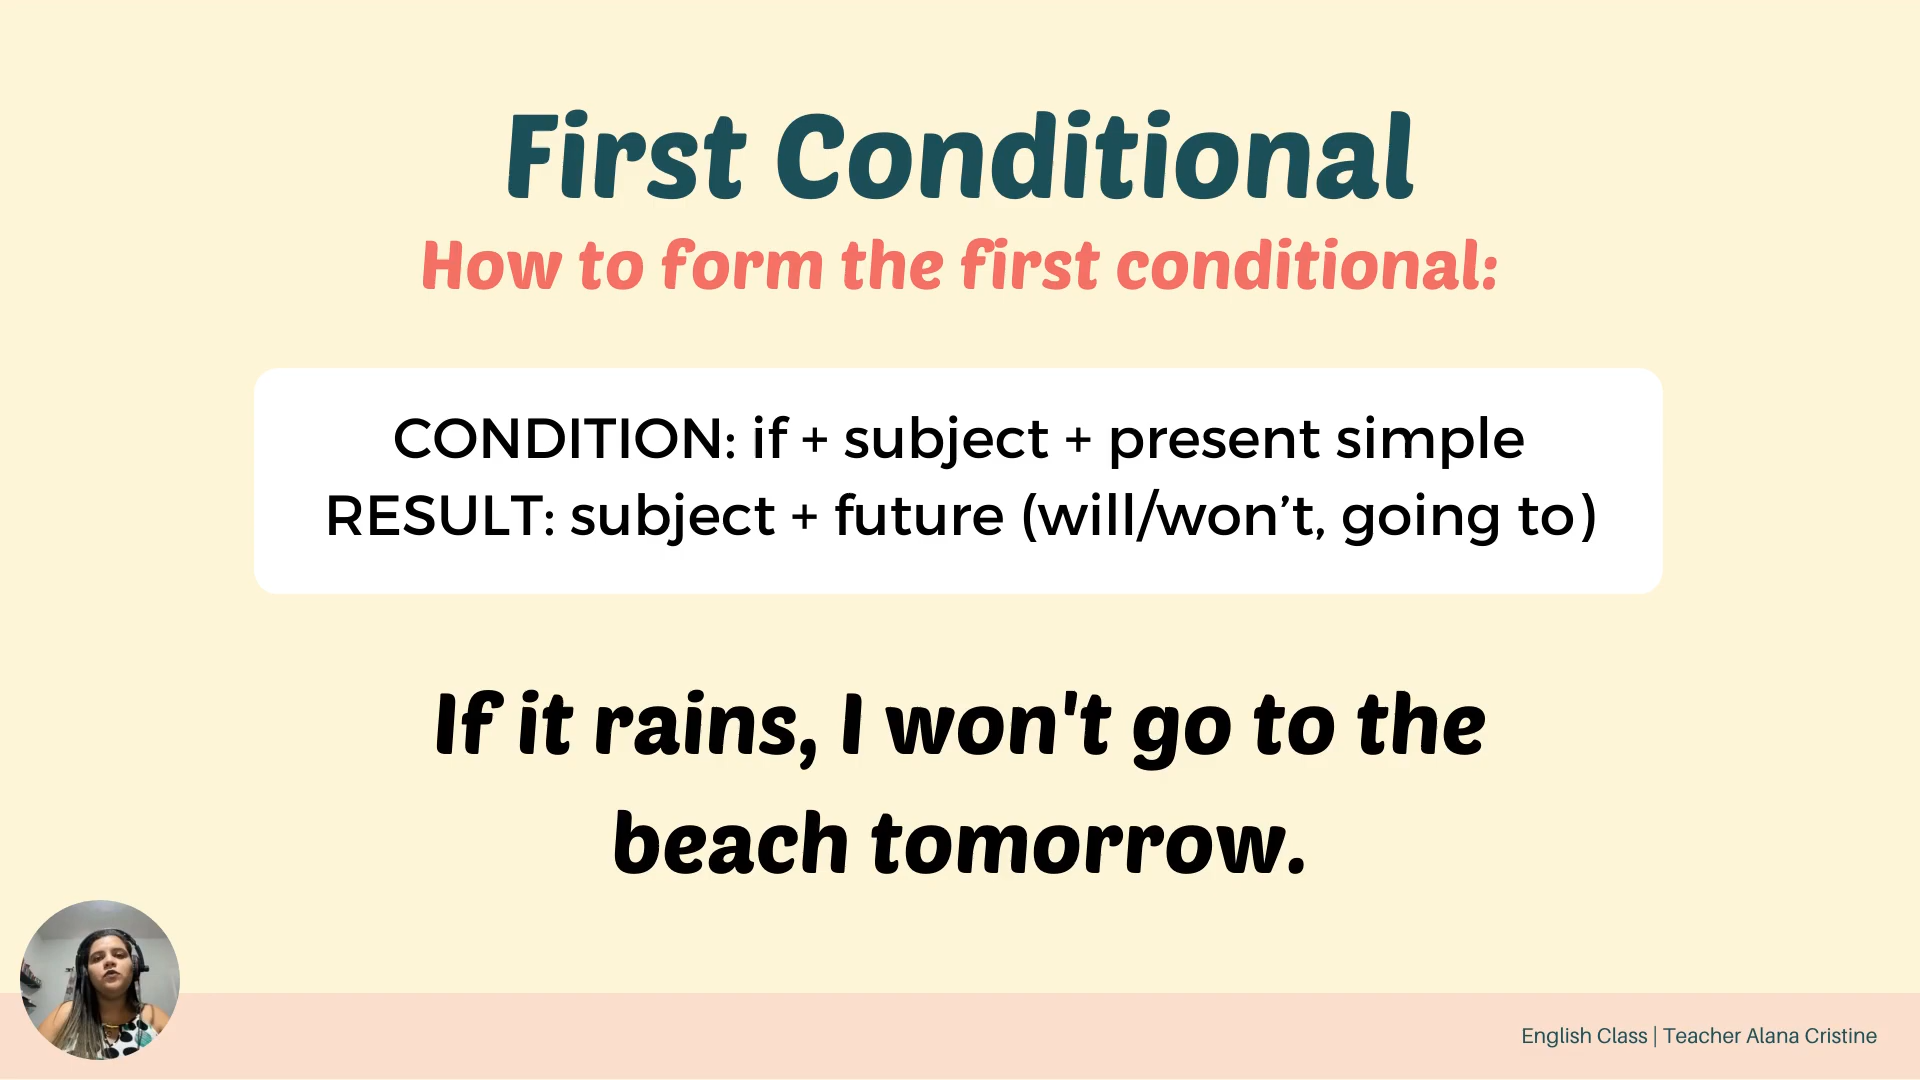 First Conditional
How to form the first conditional:
CONDITION: if + subject + present simple
RESULT: subject + future (will/won’t, going to)
If it rains, I won't go to the
beach tomorrow.
English Class | Teacher Alana Cristine